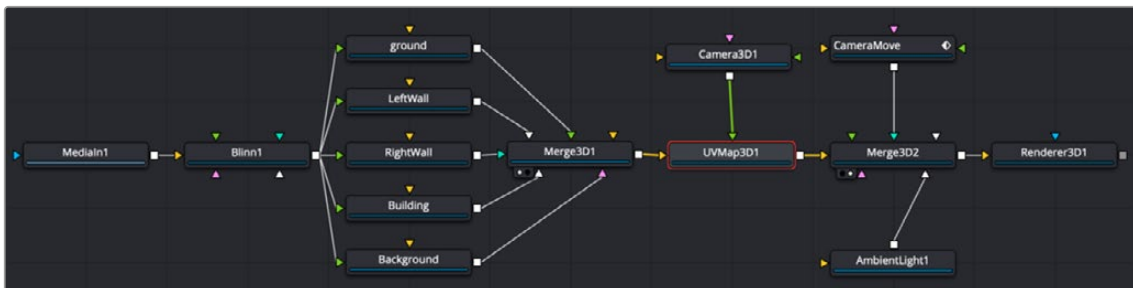 ground
Camera3D1
CameraMove
LeftWall
MediaIn1
Blinn1
RightWall
Merge3D1
UVMap3D1
Merge3D2
Renderer3D1
Building
Background
AmbientLight1